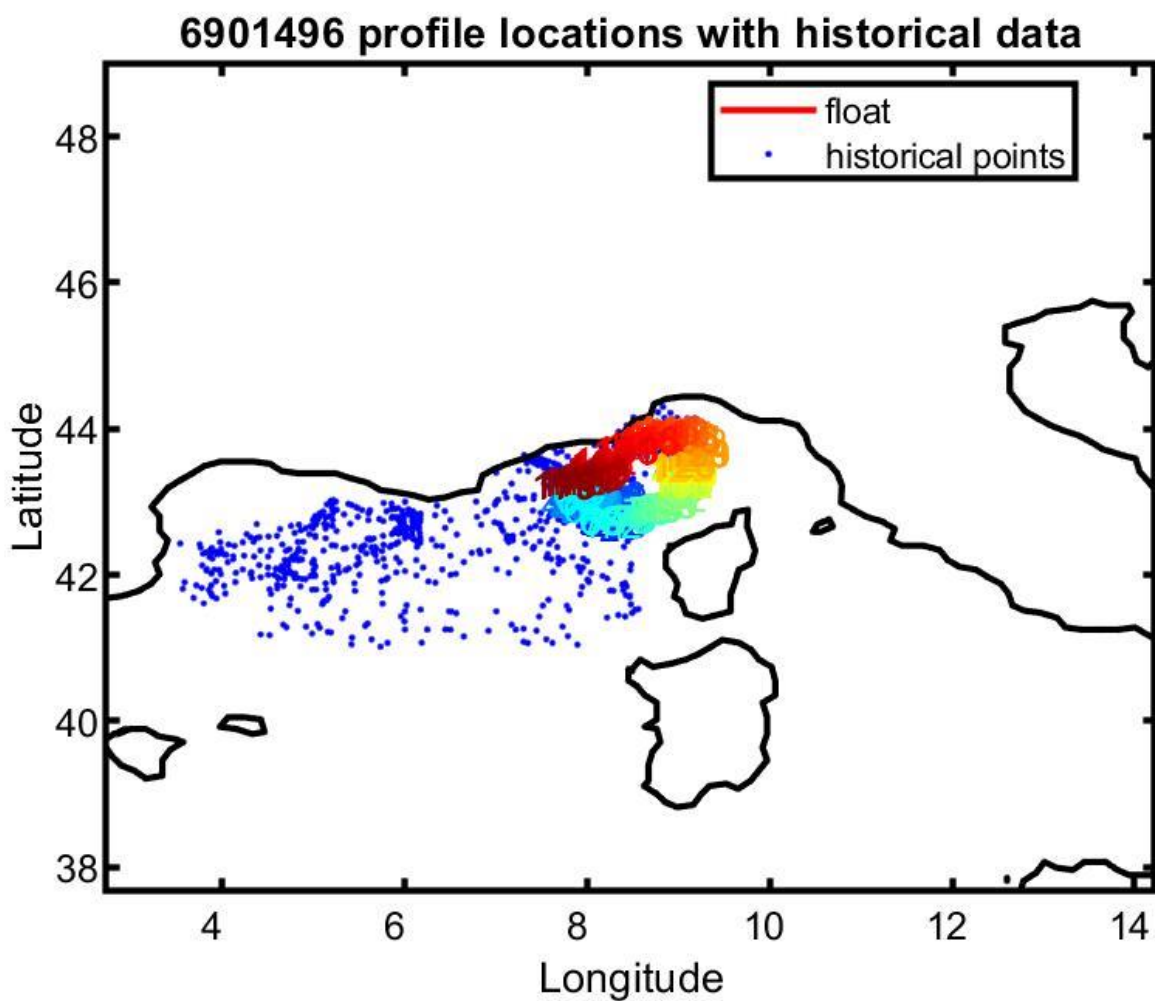 6901496 profile locations with historical data
float
historical points
48
46
44
42
40
38
Latitude
4 6 8 10 12 14
Longitude